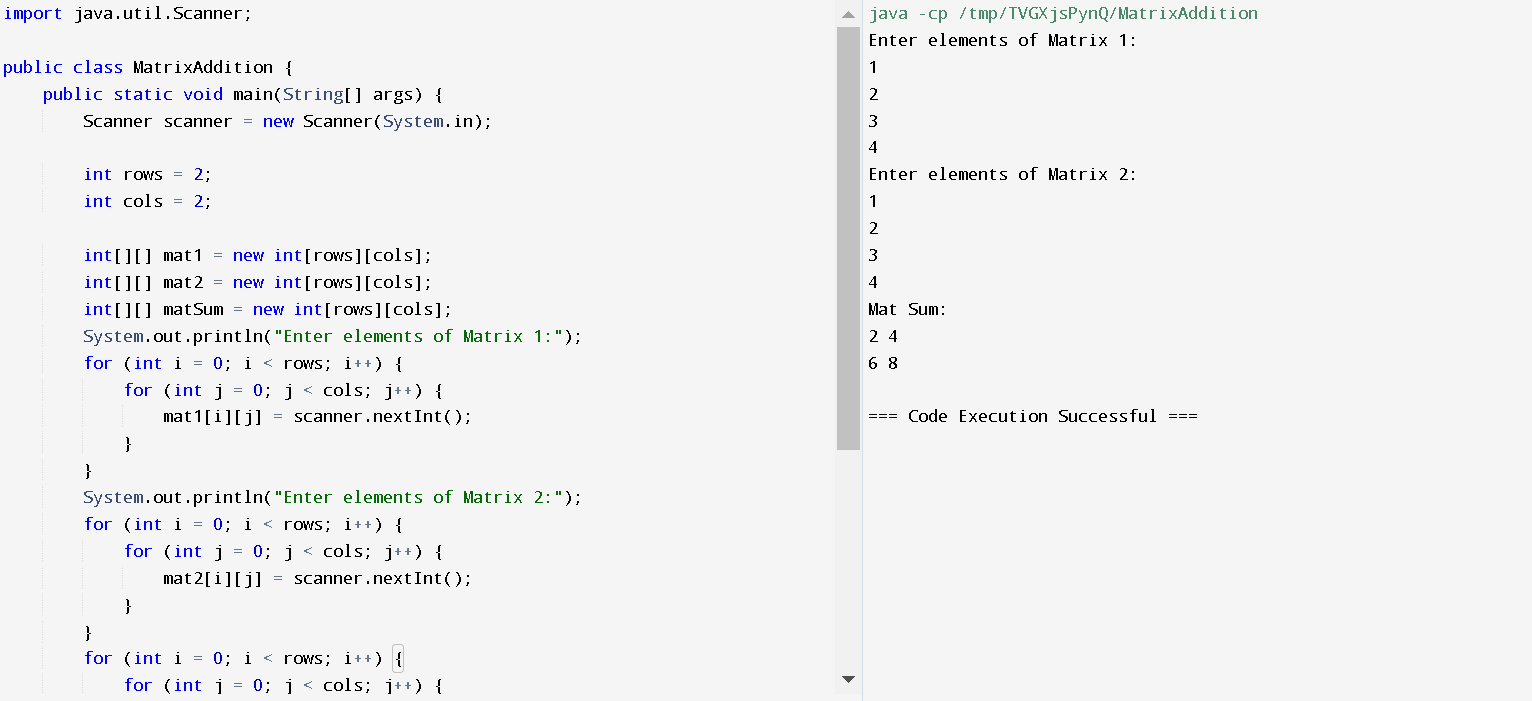 import java.util.Scanner;
public class MatrixAddition {
    public static void main(String[] args) {
        Scanner scanner = new Scanner(System.in);
        int rows = 2;
        int cols = 2;
        int[][] mat1 = new int[rows][cols];
        int[][] mat2 = new int[rows][cols];
        int[][] matSum = new int[rows][cols];
        System.out.println("Enter elements of Matrix 1:");
        for (int i = 0; i < rows; i++) {
            for (int j = 0; j < cols; j++) {
                mat1[i][j] = scanner.nextInt();
            }
        }
        System.out.println("Enter elements of Matrix 2:");
        for (int i = 0; i < rows; i++) {
            for (int j = 0; j < cols; j++) {
                mat2[i][j] = scanner.nextInt();
            }
        }
        for (int i = 0; i < rows; i++) {
            for (int j = 0; j < cols; j++) {
java -cp /tmp/TVGXjsPynQ/MatrixAddition
Enter elements of Matrix 1:
1
2
3
4
Enter elements of Matrix 2:
1
2
3
4
Mat Sum:
2 4
6 8
=== Code Execution Successful ===